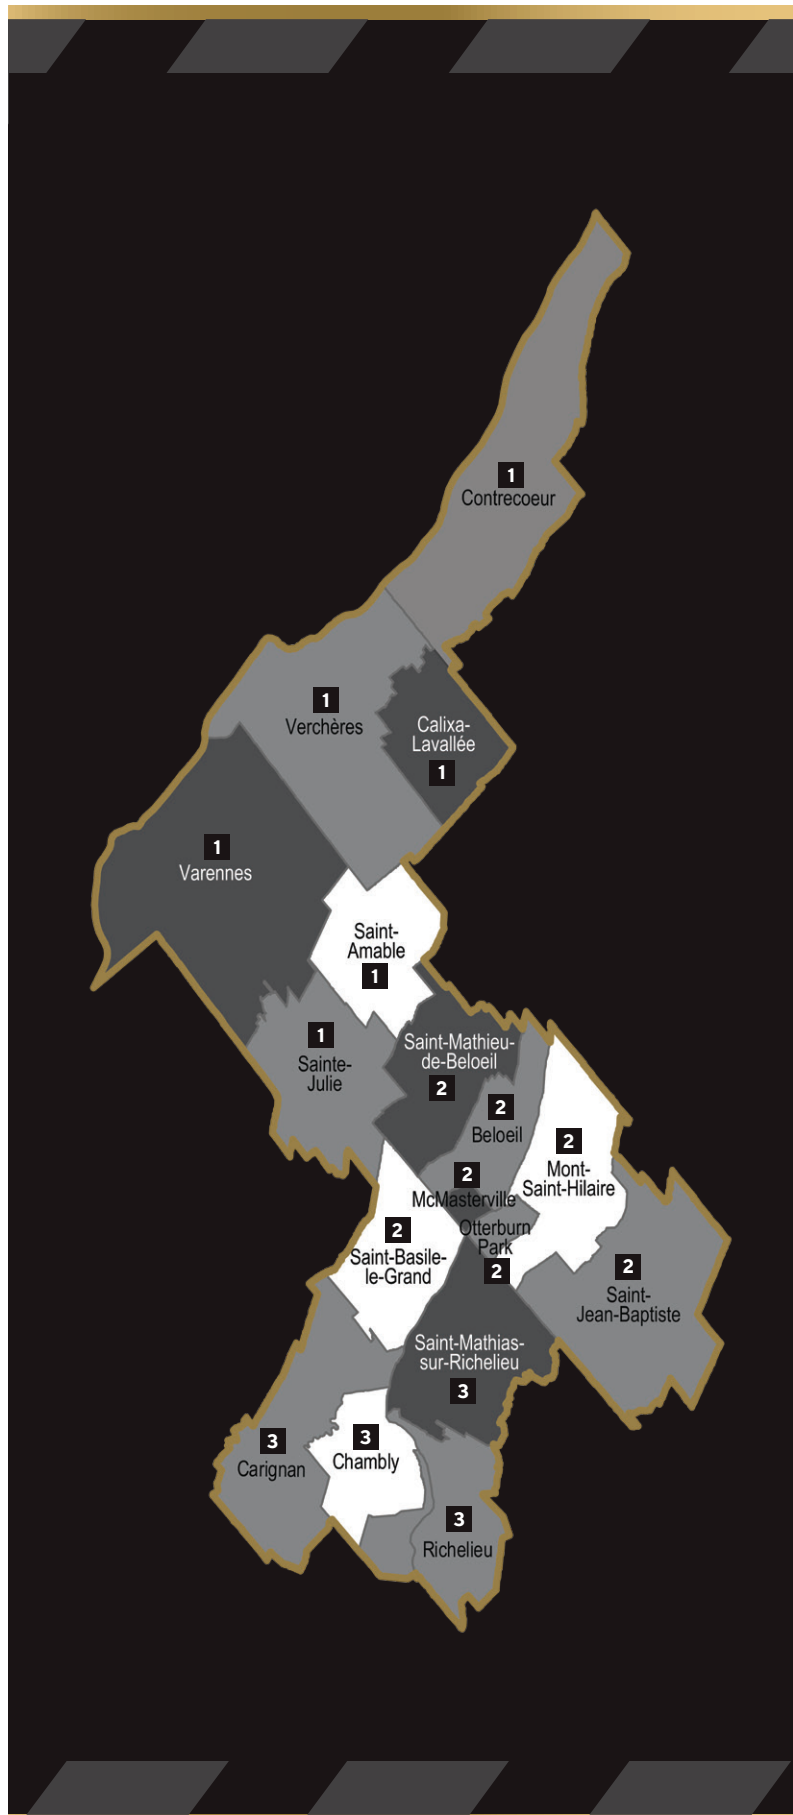 1
Contrecoeur
1
Verchères
Calixa-
Lavallée
1
1
Varennes
Saint-
Amable
1
1
Sainte-
Julie
Saint-Mathieu-
de-Beloeil
2
2
Beloeil
2
Mont-
Saint-Hilaire
2
McMasterville
Otterburn
Park
2
2
Saint-Basile-
le-Grand
2
Saint-
Jean-Baptiste
Saint-Mathias-
sur-Richelieu
3
3
Carignan
3
Chambly
3
Richelieu